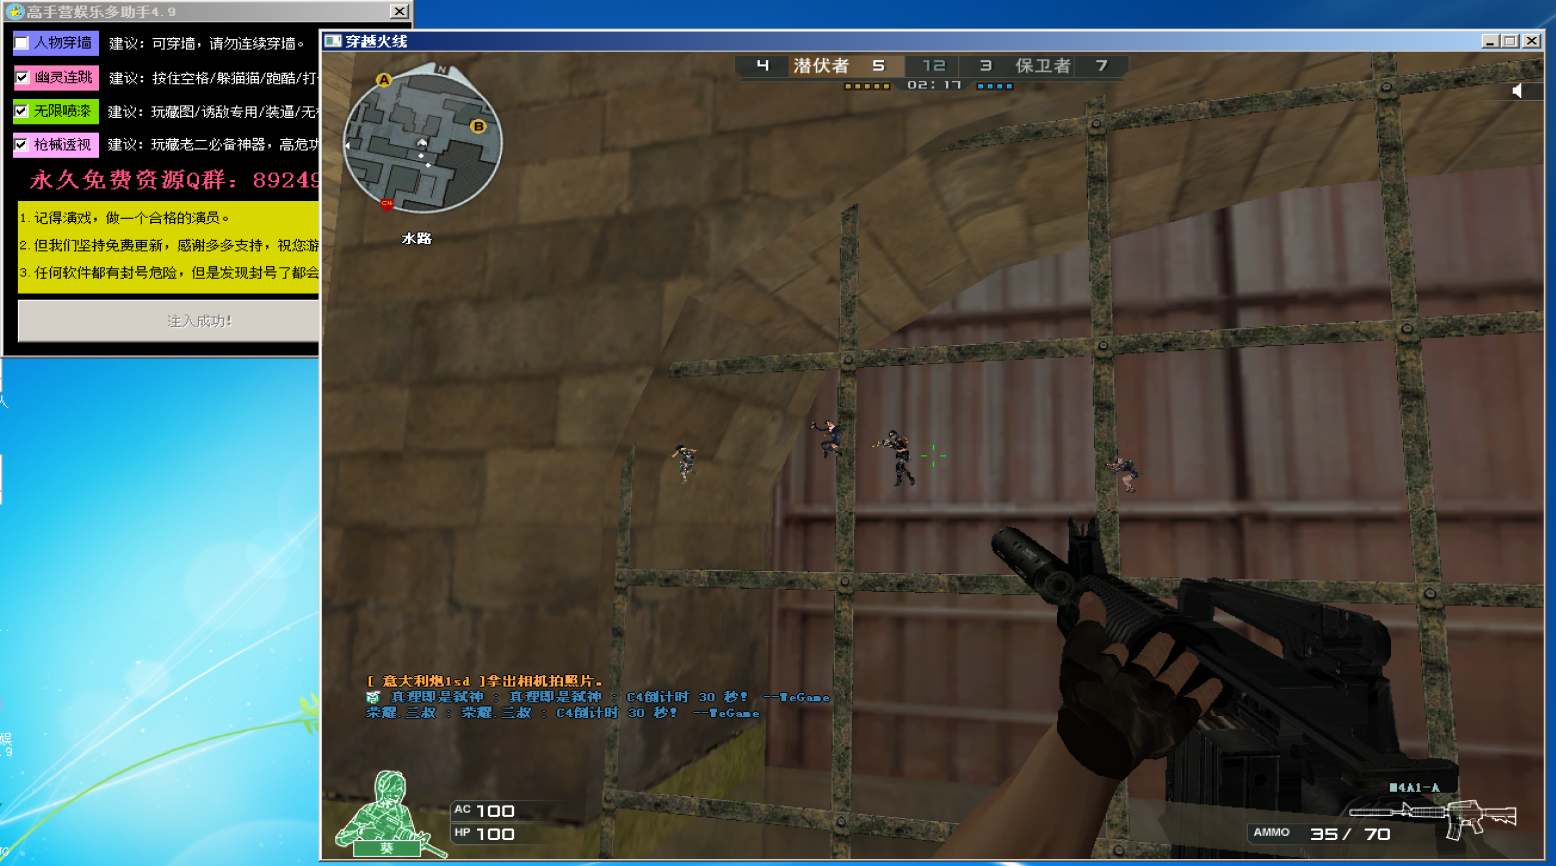 高手营娱乐多助手4.9
人物穿墙 建议：可穿墙，请勿连续穿墙。
幽灵连跳 建议：按住空格/躲猫猫/跑酷/打
无限喷漆 建议：玩藏图/诱敌专用/装逼/无
枪械透视 建议：玩藏老二必备神器，高危功
永久免费资源Q群：89249
1.记得演戏，做一个合格的演员。
2.但我们坚持免费更新，感谢多多支持，祝您游
3.任何软件都有封号危险，但是发现封号了都会
注入成功!
穿越火线
4 潜伏者 5 12 3 保卫者 7
02:17
N
A
B
C4
水路
[ 意大利炮lsd ]拿出相机拍照片。
真理即是弑神 : 真理即是弑神 : C4倒计时 30 秒! --WeGame
荣耀.三叔 : 荣耀.三叔 : C4倒计时 30 秒! --WeGame
葵
AC 100
HP 100
M4A1-A
AMMO 35/ 70